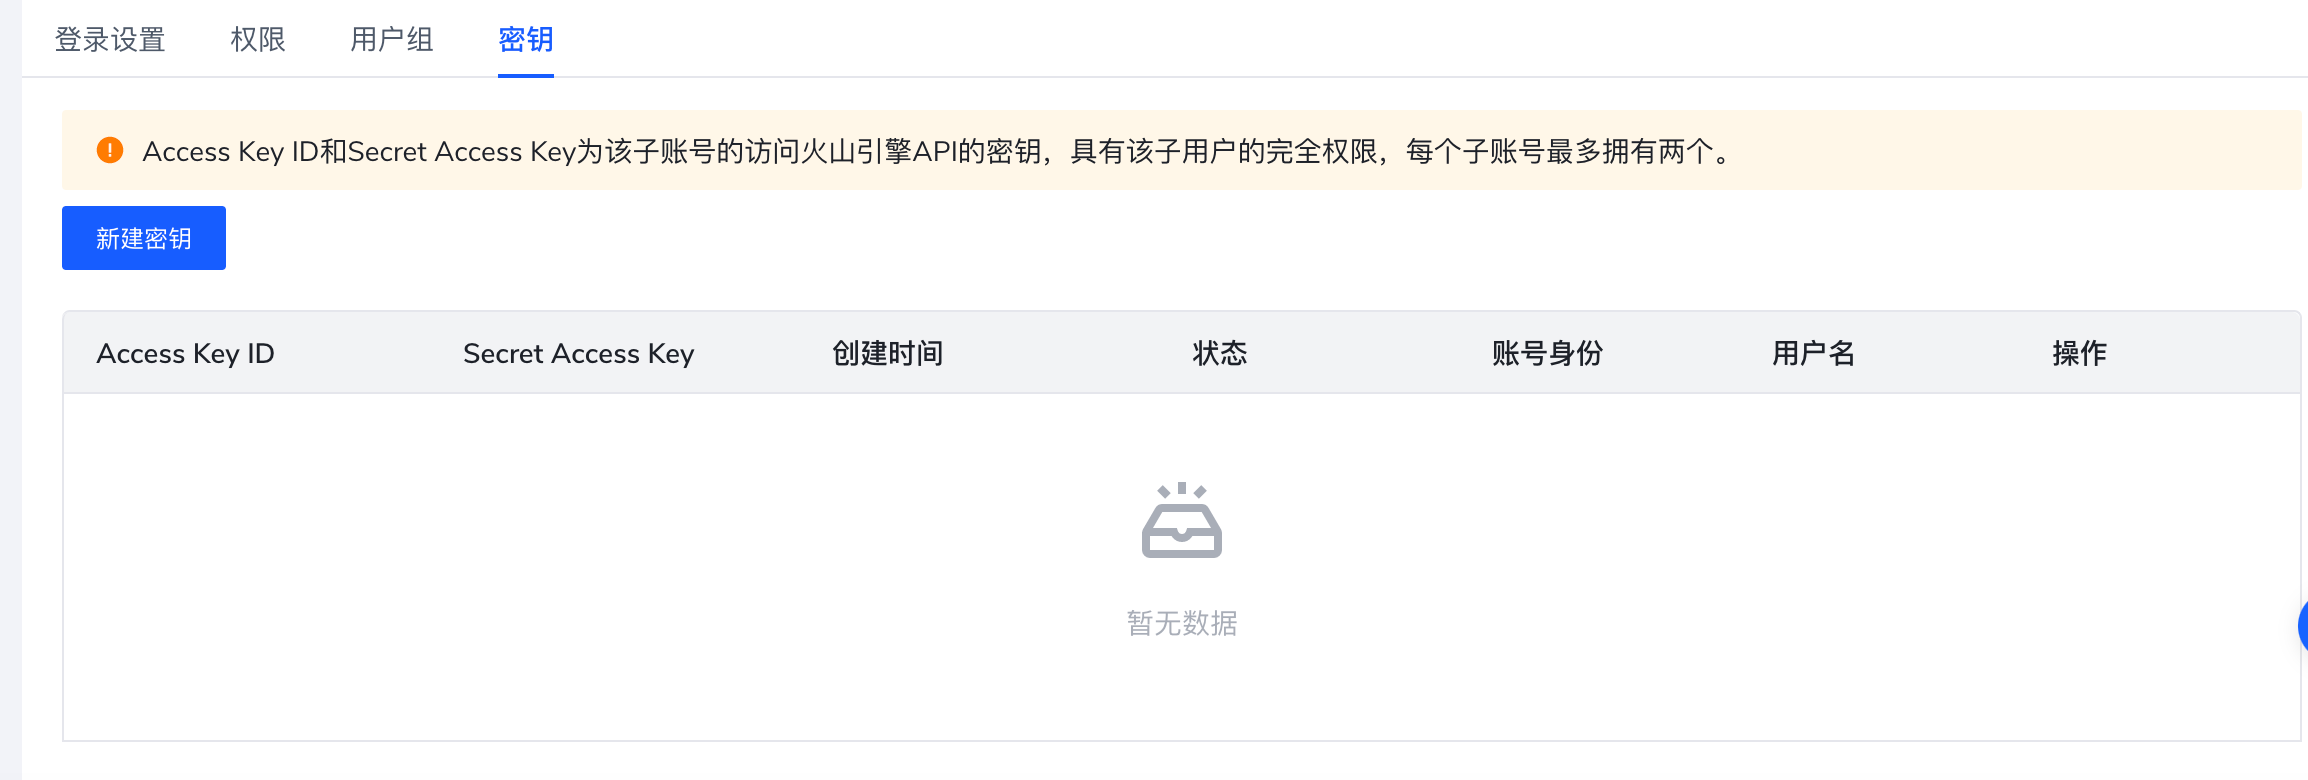 登录设置 权限 用户组 密钥
Access Key ID和Secret Access Key为该子账号的访问火山引擎API的密钥，具有该子用户的完全权限，每个子账号最多拥有两个。
新建密钥
Access Key ID Secret Access Key 创建时间 状态 账号身份 用户名 操作
暂无数据